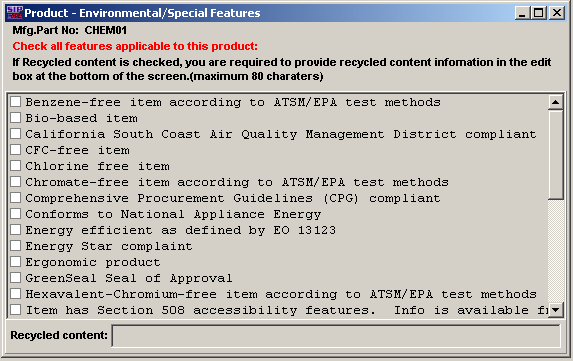 SIP
Product - Environmental/Special Features
Mfg.Part No: CHEM01
Check all features applicable to this product:
If Recycled content is checked, you are required to provide recycled content infomation in the edit
box at the bottom of the screen.(maximum 80 charaters)
Benzene-free item according to ATSM/EPA test methods
Bio-based item
California South Coast Air Quality Management District compliant
CFC-free item
Chlorine free item
Chromate-free item according to ATSM/EPA test methods
Comprehensive Procurement Guidelines (CPG) compliant
Conforms to National Appliance Energy
Energy efficient as defined by EO 13123
Energy Star complaint
Ergonomic product
GreenSeal Seal of Approval
Hexavalent-Chromium-free item according to ATSM/EPA test methods
Item has Section 508 accessibility features. Info is available fr
Recycled content: